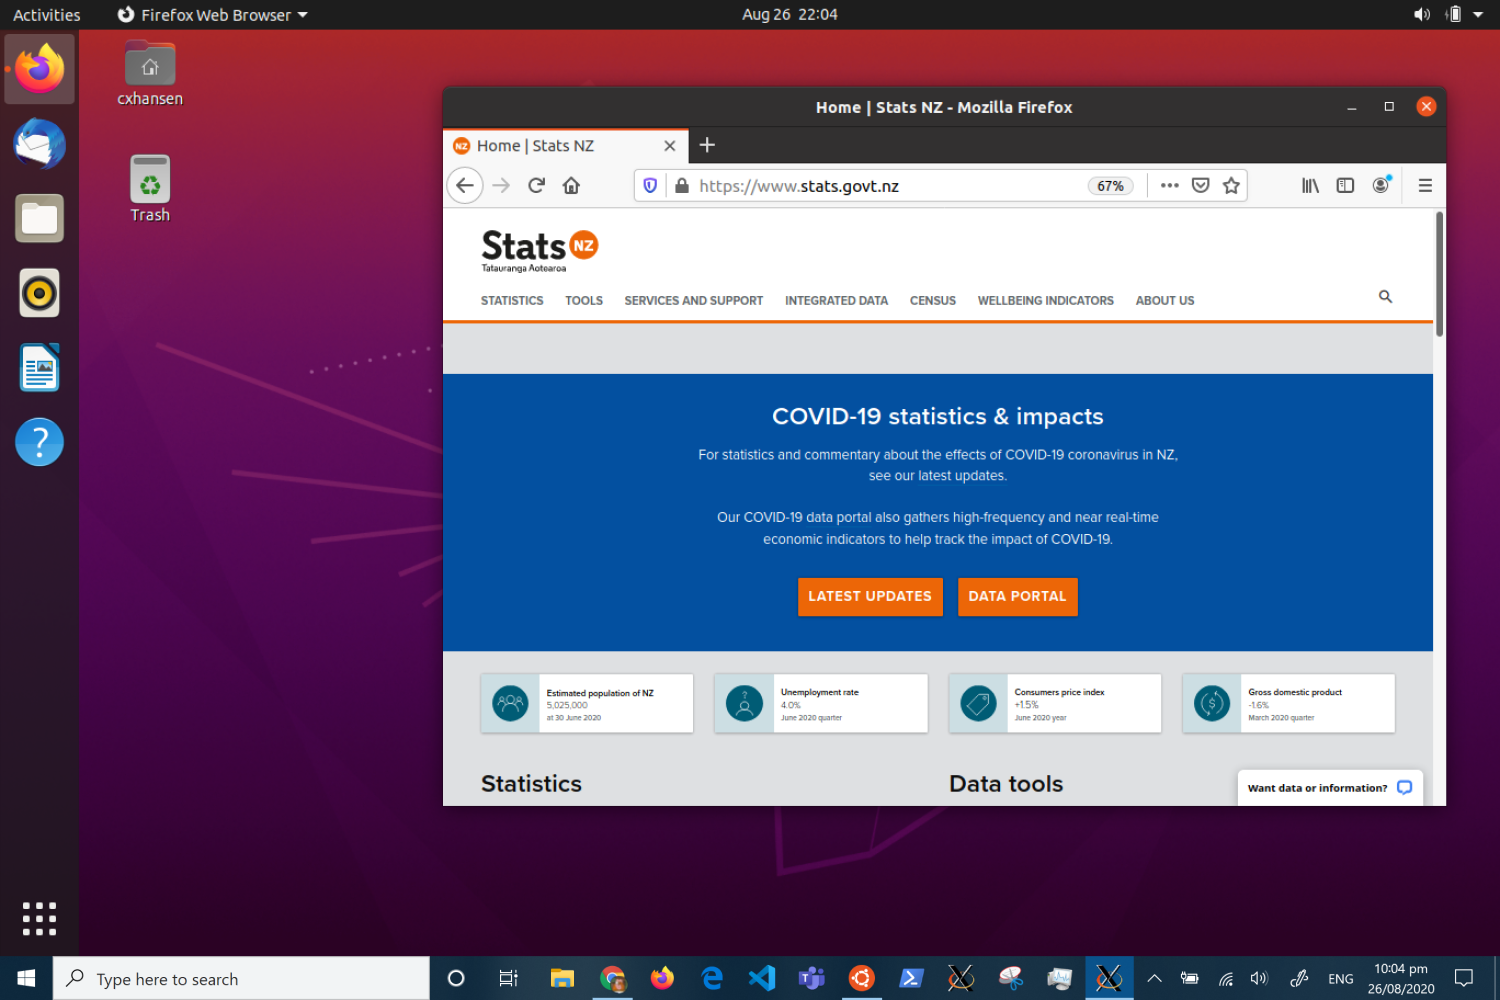 Activities
Firefox Web Browser
Aug 26 22:04
cxhansen
Trash
Home | Stats NZ - Mozilla Firefox
NZ
Home | Stats NZ
https://www.stats.govt.nz
67%
Stats NZ
Tatauranga Aotearoa
STATISTICS
TOOLS
SERVICES AND SUPPORT
INTEGRATED DATA
CENSUS
WELLBEING INDICATORS
ABOUT US
COVID-19 statistics & impacts
For statistics and commentary about the effects of COVID-19 coronavirus in NZ,
see our latest updates.
Our COVID-19 data portal also gathers high-frequency and near real-time
economic indicators to help track the impact of COVID-19.
LATEST UPDATES
DATA PORTAL
Estimated population of NZ
5,025,000
at 30 June 2020
Unemployment rate
4.0%
June 2020 quarter
Consumers price index
+1.5%
June 2020 year
Gross domestic product
-1.6%
March 2020 quarter
Statistics
Data tools
Want data or information?
Type here to search
ENG
10:04 pm
26/08/2020